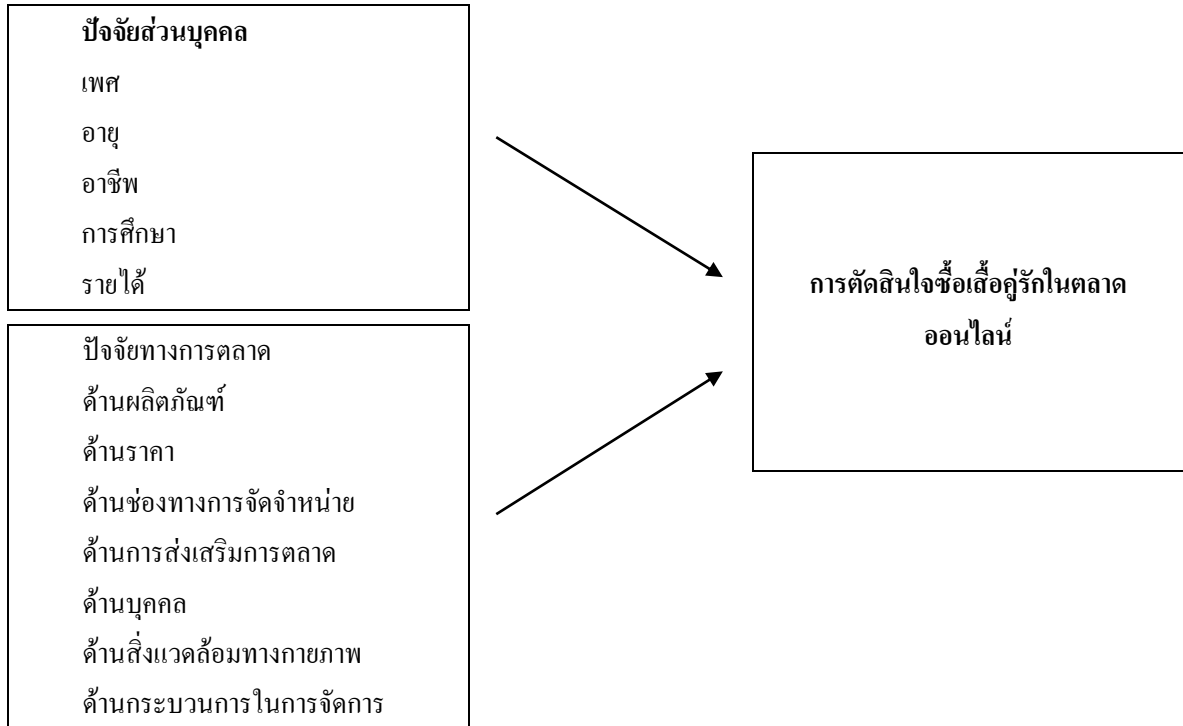 ปัจจัยส่วนบุคคล
เพศ
อายุ
อาชีพ
การศึกษา
รายได้
ปัจจัยทางการตลาด
ด้านผลิตภัณฑ์
ด้านราคา
ด้านช่องทางการจัดจำหน่าย
ด้านการส่งเสริมการตลาด
ด้านบุคคล
ด้านสิ่งแวดล้อมทางกายภาพ
ด้านกระบวนการในการจัดการ
การตัดสินใจซื้อเสื้อคู่รักในตลาด
ออนไลน์